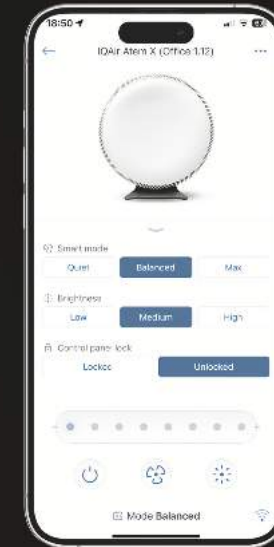 18:50
IQAir Atem X (Office 1.12)
Smart mode
Quiet
Balanced
Max
Brightness
Low
Medium
High
Control panel lock
Locked
Unlocked
Mode Balanced